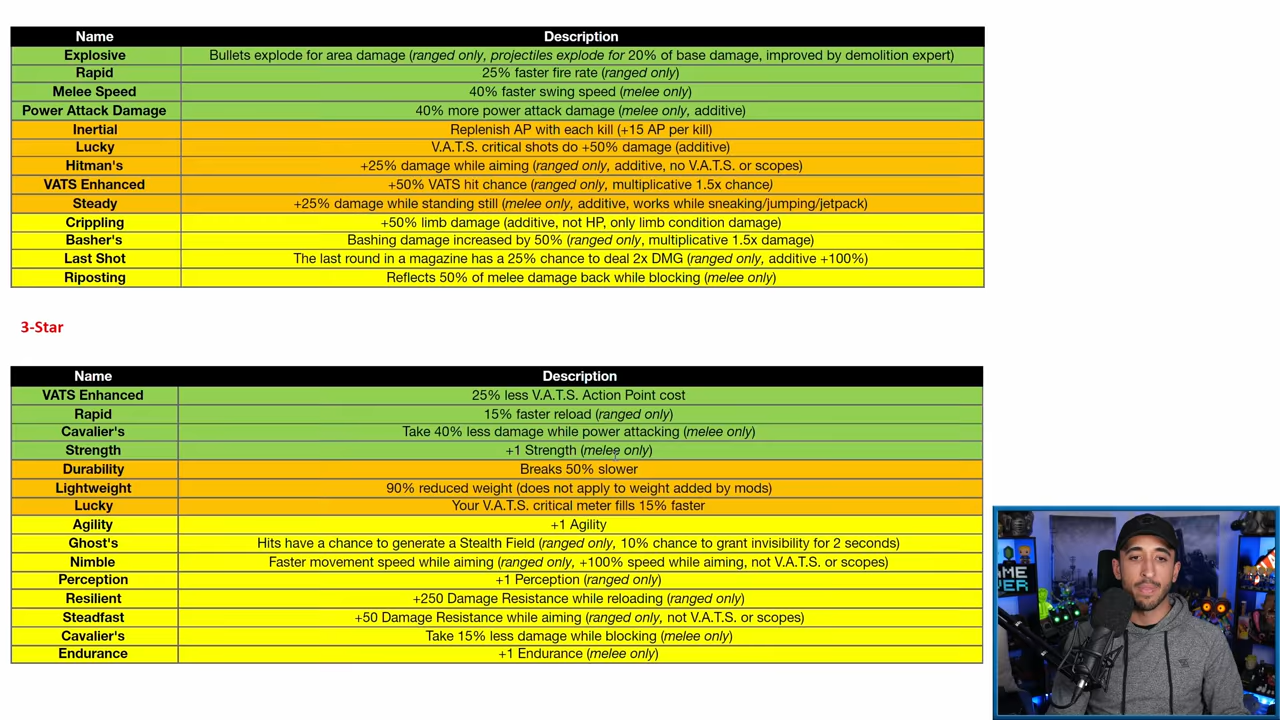 Name Description
Explosive Bullets explode for area damage (ranged only, projectiles explode for 20% of base damage, improved by demolition expert)
Rapid 25% faster fire rate (ranged only)
Melee Speed 40% faster swing speed (melee only)
Power Attack Damage 40% more power attack damage (melee only, additive)
Inertial Replenish AP with each kill (+15 AP per kill)
Lucky V.A.T.S. critical shots do +50% damage (additive)
Hitman's +25% damage while aiming (ranged only, additive, no V.A.T.S. or scopes)
VATS Enhanced +50% VATS hit chance (ranged only, multiplicative 1.5x chance)
Steady +25% damage while standing still (melee only, additive, works while sneaking/jumping/jetpack)
Crippling +50% limb damage (additive, not HP, only limb condition damage)
Basher's Bashing damage increased by 50% (ranged only, multiplicative 1.5x damage)
Last Shot The last round in a magazine has a 25% chance to deal 2x DMG (ranged only, additive +100%)
Riposting Reflects 50% of melee damage back while blocking (melee only)
3-Star
Name Description
VATS Enhanced 25% less V.A.T.S. Action Point cost
Rapid 15% faster reload (ranged only)
Cavalier's Take 40% less damage while power attacking (melee only)
Strength +1 Strength (melee only)
Durability Breaks 50% slower
Lightweight 90% reduced weight (does not apply to weight added by mods)
Lucky Your V.A.T.S. critical meter fills 15% faster
Agility +1 Agility
Ghost's Hits have a chance to generate a Stealth Field (ranged only, 10% chance to grant invisibility for 2 seconds)
Nimble Faster movement speed while aiming (ranged only, +100% speed while aiming, not V.A.T.S. or scopes)
Perception +1 Perception (ranged only)
Resilient +250 Damage Resistance while reloading (ranged only)
Steadfast +50 Damage Resistance while aiming (ranged only, not V.A.T.S. or scopes)
Cavalier's Take 15% less damage while blocking (melee only)
Endurance +1 Endurance (melee only)